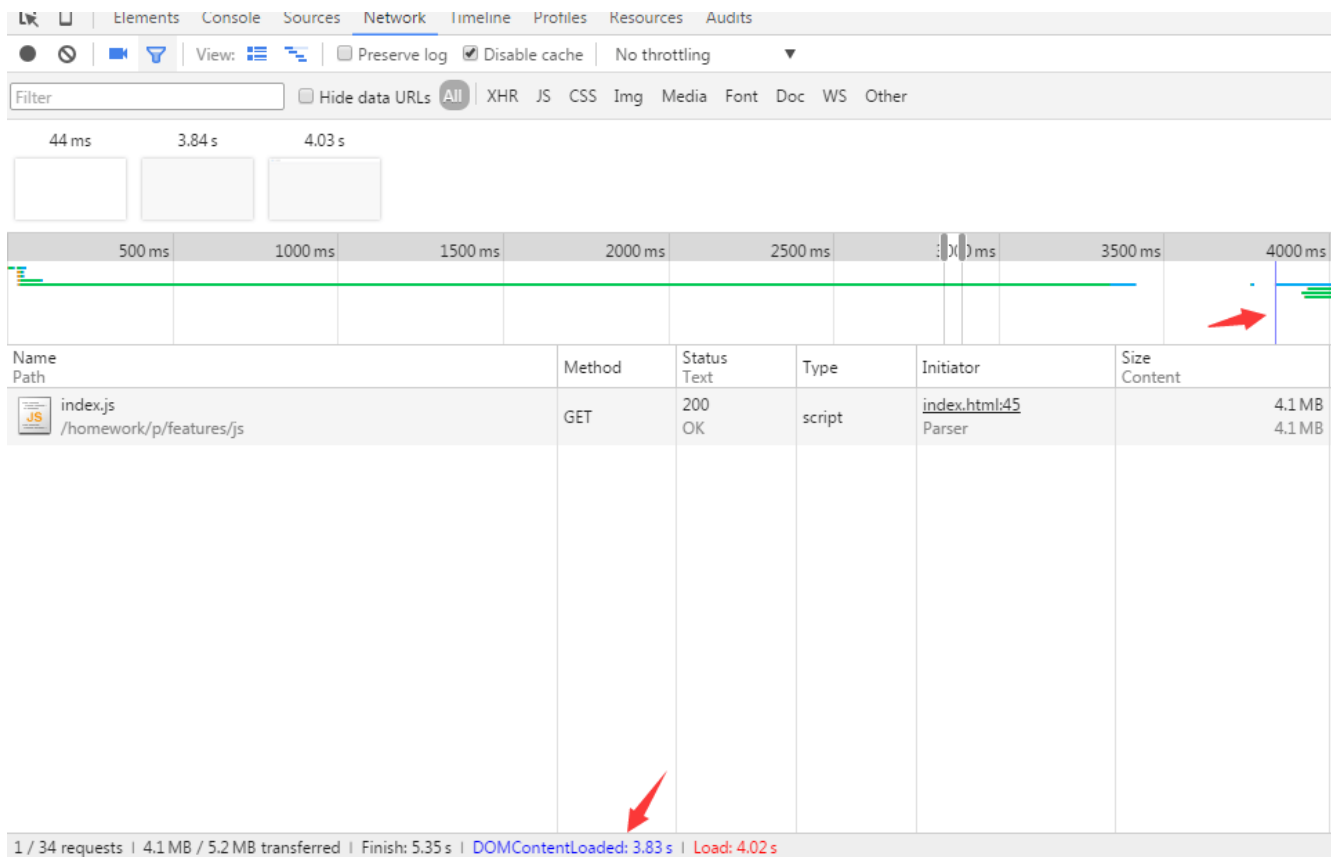 Elements Console Sources Network Timeline Profiles Resources Audits
View: Preserve log Disable cache No throttling
Filter Hide data URLs All XHR JS CSS Img Media Font Doc WS Other
44 ms 3.84 s 4.03 s
500 ms 1000 ms 1500 ms 2000 ms 2500 ms ms 3500 ms 4000 ms
Name Method Status Type Initiator Size
Path Text Content
index.js GET 200 script index.html:45 4.1 MB
/homework/p/features/js OK Parser 4.1 MB
1 / 34 requests | 4.1 MB / 5.2 MB transferred | Finish: 5.35 s | DOMContentLoaded: 3.83 s | Load: 4.02 s